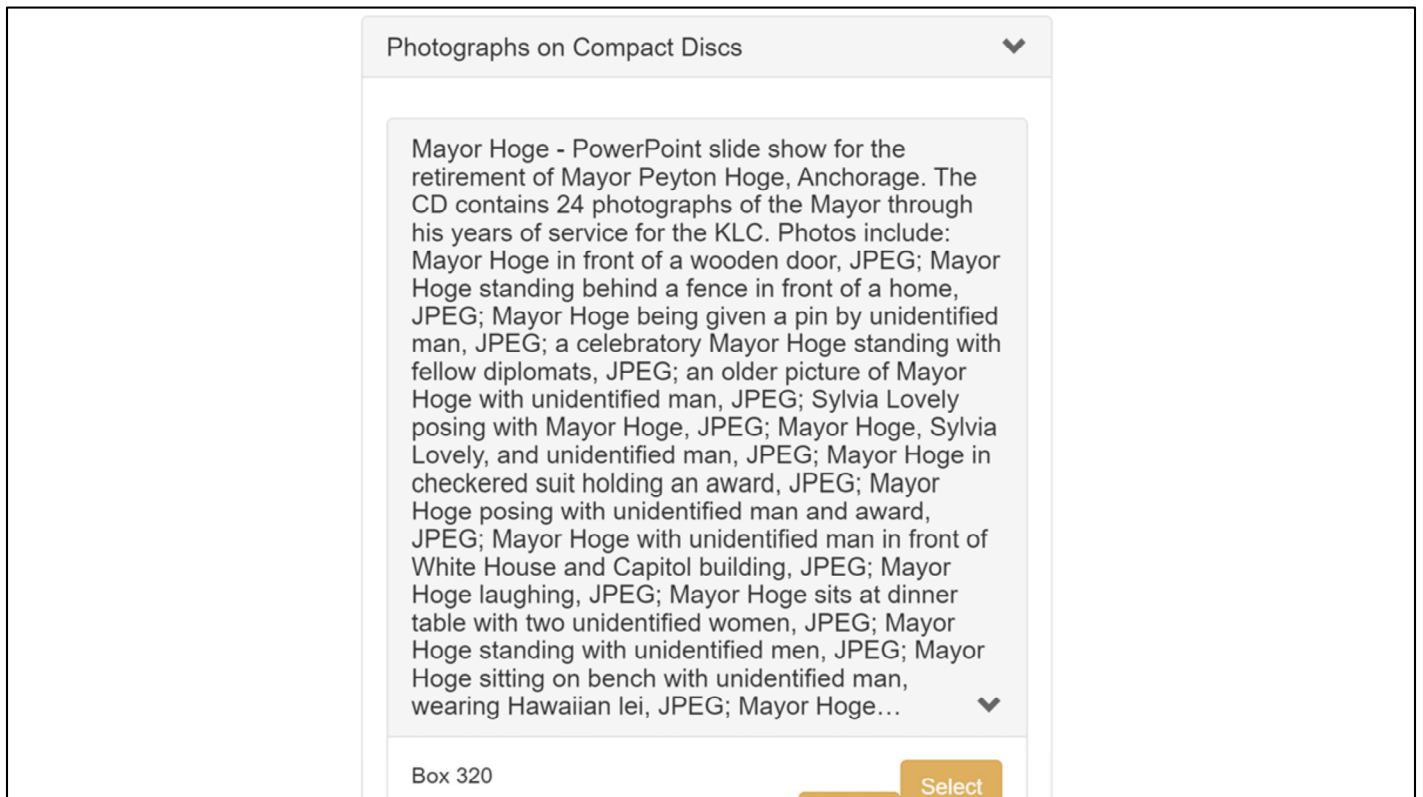 Photographs on Compact Discs
Mayor Hoge - PowerPoint slide show for the
retirement of Mayor Peyton Hoge, Anchorage. The
CD contains 24 photographs of the Mayor through
his years of service for the KLC. Photos include:
Mayor Hoge in front of a wooden door, JPEG; Mayor
Hoge standing behind a fence in front of a home,
JPEG; Mayor Hoge being given a pin by unidentified
man, JPEG; a celebratory Mayor Hoge standing with
fellow diplomats, JPEG; an older picture of Mayor
Hoge with unidentified man, JPEG; Sylvia Lovely
posing with Mayor Hoge, JPEG; Mayor Hoge, Sylvia
Lovely, and unidentified man, JPEG; Mayor Hoge in
checkered suit holding an award, JPEG; Mayor
Hoge posing with unidentified man and award,
JPEG; Mayor Hoge with unidentified man in front of
White House and Capitol building, JPEG; Mayor
Hoge laughing, JPEG; Mayor Hoge sits at dinner
table with two unidentified women, JPEG; Mayor
Hoge standing with unidentified men, JPEG; Mayor
Hoge sitting on bench with unidentified man,
wearing Hawaiian lei, JPEG; Mayor Hoge…
Box 320
Select